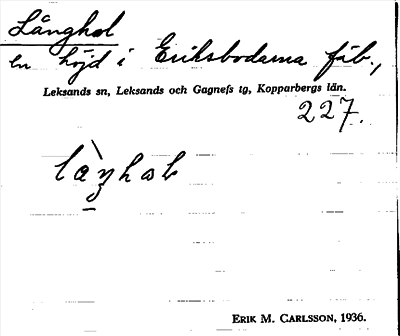 Långhol
en höjd i Eriksbodarna fäb.,
Leksands sn, Leksands och Gagnefs tg, Kopparbergs län.
227.
ERIK M. CARLSSON, 1936.